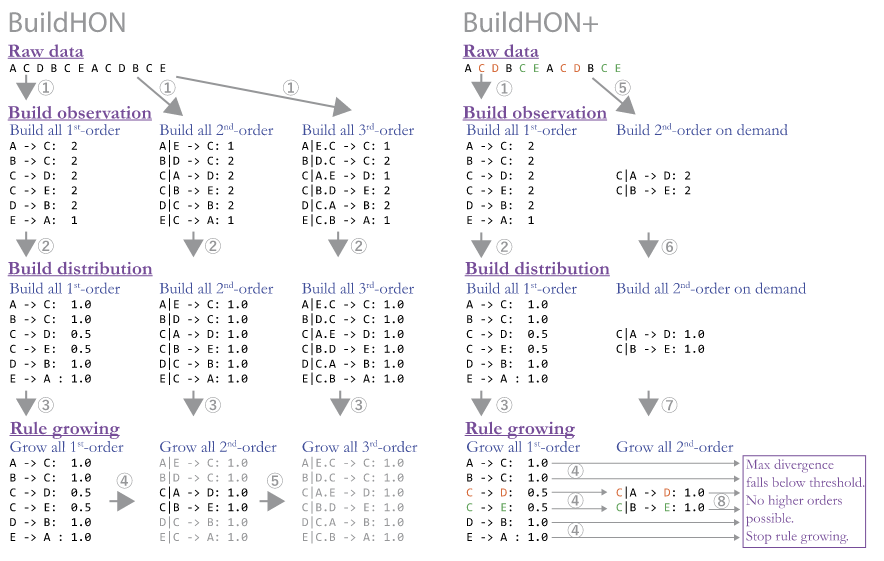 BuildHON
Raw data
A C D B C E A C D B C E
① ① ①
Build observation
Build all 1st-order Build all 2nd-order Build all 3rd-order
A -> C: 2 A|E -> C: 1 A|E.C -> C: 1
B -> C: 2 B|D -> C: 2 B|D.C -> C: 2
C -> D: 2 C|A -> D: 2 C|A.E -> D: 1
C -> E: 2 C|B -> E: 2 C|B.D -> E: 2
D -> B: 2 D|C -> B: 2 D|C.A -> B: 2
E -> A: 1 E|C -> A: 1 E|C.B -> A: 1
② ② ②
Build distribution
Build all 1st-order Build all 2nd-order Build all 3rd-order
A -> C: 1.0 A|E -> C: 1.0 A|E.C -> C: 1.0
B -> C: 1.0 B|D -> C: 1.0 B|D.C -> C: 1.0
C -> D: 0.5 C|A -> D: 1.0 C|A.E -> D: 1.0
C -> E: 0.5 C|B -> E: 1.0 C|B.D -> E: 1.0
D -> B: 1.0 D|C -> B: 1.0 D|C.A -> B: 1.0
E -> A : 1.0 E|C -> A: 1.0 E|C.B -> A: 1.0
③ ③ ③
Rule growing
Grow all 1st-order Grow all 2nd-order Grow all 3rd-order
A -> C: 1.0 A|E -> C: 1.0 A|E.C -> C: 1.0
B -> C: 1.0 ④ B|D -> C: 1.0 ⑤ B|D.C -> C: 1.0
C -> D: 0.5 C|A -> D: 1.0 C|A.E -> D: 1.0
C -> E: 0.5 C|B -> E: 1.0 C|B.D -> E: 1.0
D -> B: 1.0 D|C -> B: 1.0 D|C.A -> B: 1.0
E -> A : 1.0 E|C -> A: 1.0 E|C.B -> A: 1.0
BuildHON+
Raw data
A C D B C E A C D B C E
① ⑤
Build observation
Build all 1st-order Build 2nd-order on demand
A -> C: 2
B -> C: 2
C -> D: 2 C|A -> D: 2
C -> E: 2 C|B -> E: 2
D -> B: 2
E -> A: 1
② ⑥
Build distribution
Build all 1st-order Build all 2nd-order on demand
A -> C: 1.0
B -> C: 1.0
C -> D: 0.5 C|A -> D: 1.0
C -> E: 0.5 C|B -> E: 1.0
D -> B: 1.0
E -> A : 1.0
③ ⑦
Rule growing
Grow all 1st-order Grow all 2nd-order
A -> C: 1.0 ④
B -> C: 1.0
C -> D: 0.5 ④ C|A -> D: 1.0 ⑧
C -> E: 0.5 C|B -> E: 1.0
D -> B: 1.0 ④
E -> A : 1.0
Max divergence
falls below threshold.
No higher orders
possible.
Stop rule growing.